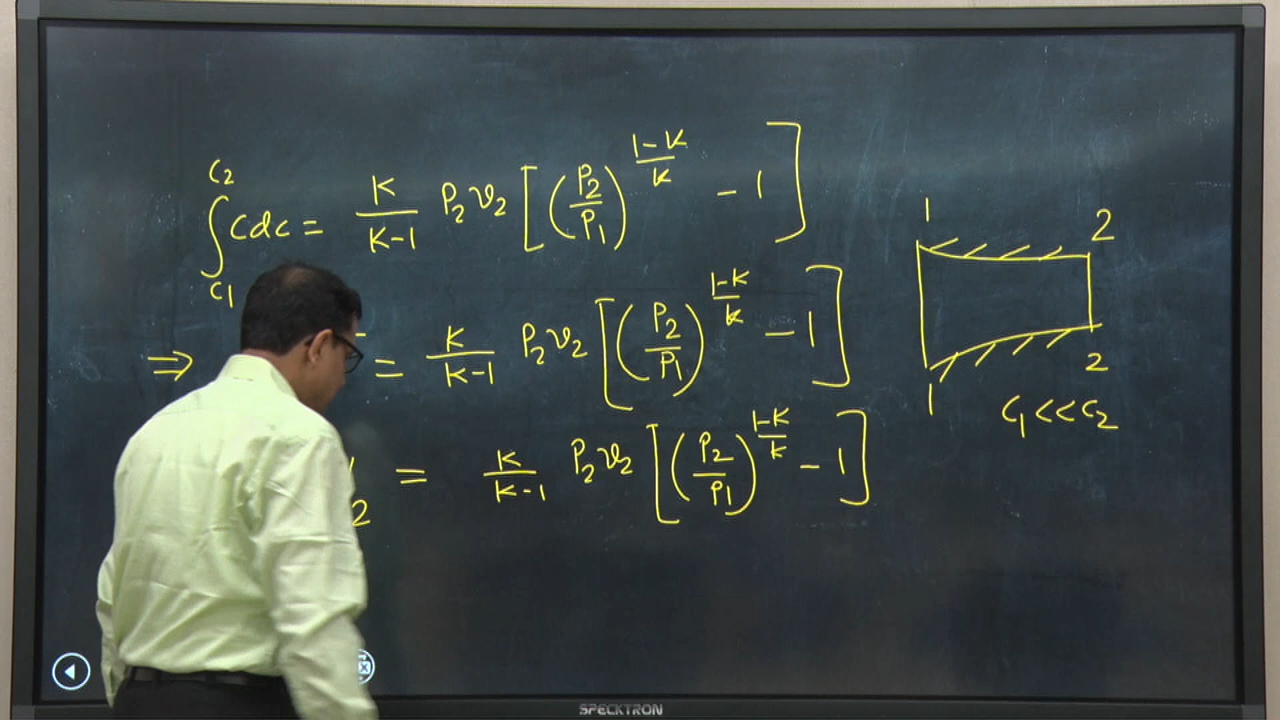 ∫_{C1}^{C2} C dc = K/(K-1) P₂v₂ [(P₂/P₁)^{(1-K)/K} - 1]
⇒ = K/(K-1) P₂v₂ [(P₂/P₁)^{(1-K)/K} - 1]
2 = K/(K-1) P₂v₂ [(P₂/P₁)^{(1-K)/K} - 1]
1 2
1 2
C₁ << C₂
SPECKTRON